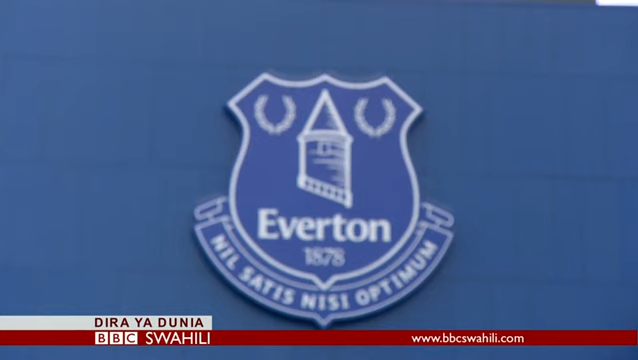 Everton
1878
NIL SATIS NISI OPTIMUM
DIRA YA DUNIA
BBC SWAHILI
www.bbcswahili.com